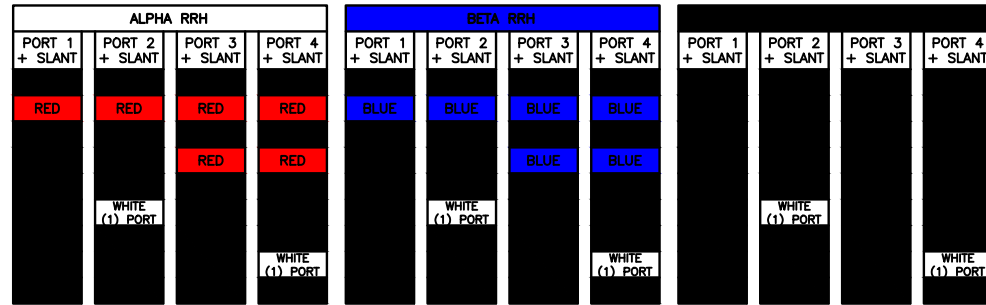 ALPHA RRH
BETA RRH
PORT 1 + SLANT
PORT 2 + SLANT
PORT 3 + SLANT
PORT 4 + SLANT
PORT 1 + SLANT
PORT 2 + SLANT
PORT 3 + SLANT
PORT 4 + SLANT
PORT 1 + SLANT
PORT 2 + SLANT
PORT 3 + SLANT
PORT 4 + SLANT
RED
RED
RED
RED
BLUE
BLUE
BLUE
BLUE
RED
RED
BLUE
BLUE
WHITE
(1) PORT
WHITE
(1) PORT
WHITE
(1) PORT
WHITE
(1) PORT
WHITE
(1) PORT
WHITE
(1) PORT